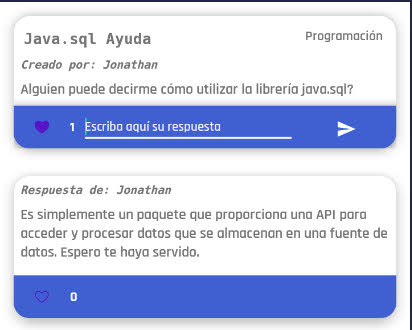 Java.sql Ayuda
Programación
Creado por: Jonathan
Alguien puede decirme cómo utilizar la librería java.sql?
1 Escriba aquí su respuesta
Respuesta de: Jonathan
Es simplemente un paquete que proporciona una API para
acceder y procesar datos que se almacenan en una fuente de
datos. Espero te haya servido.
0